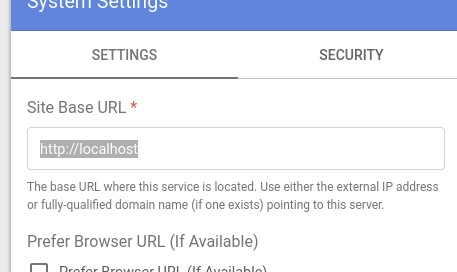 System Settings
SETTINGS
SECURITY
Site Base URL *
http://localhost
The base URL where this service is located. Use either the external IP address
or fully-qualified domain name (if one exists) pointing to this server.
Prefer Browser URL (If Available)
Prefer Browser URL (If Available)